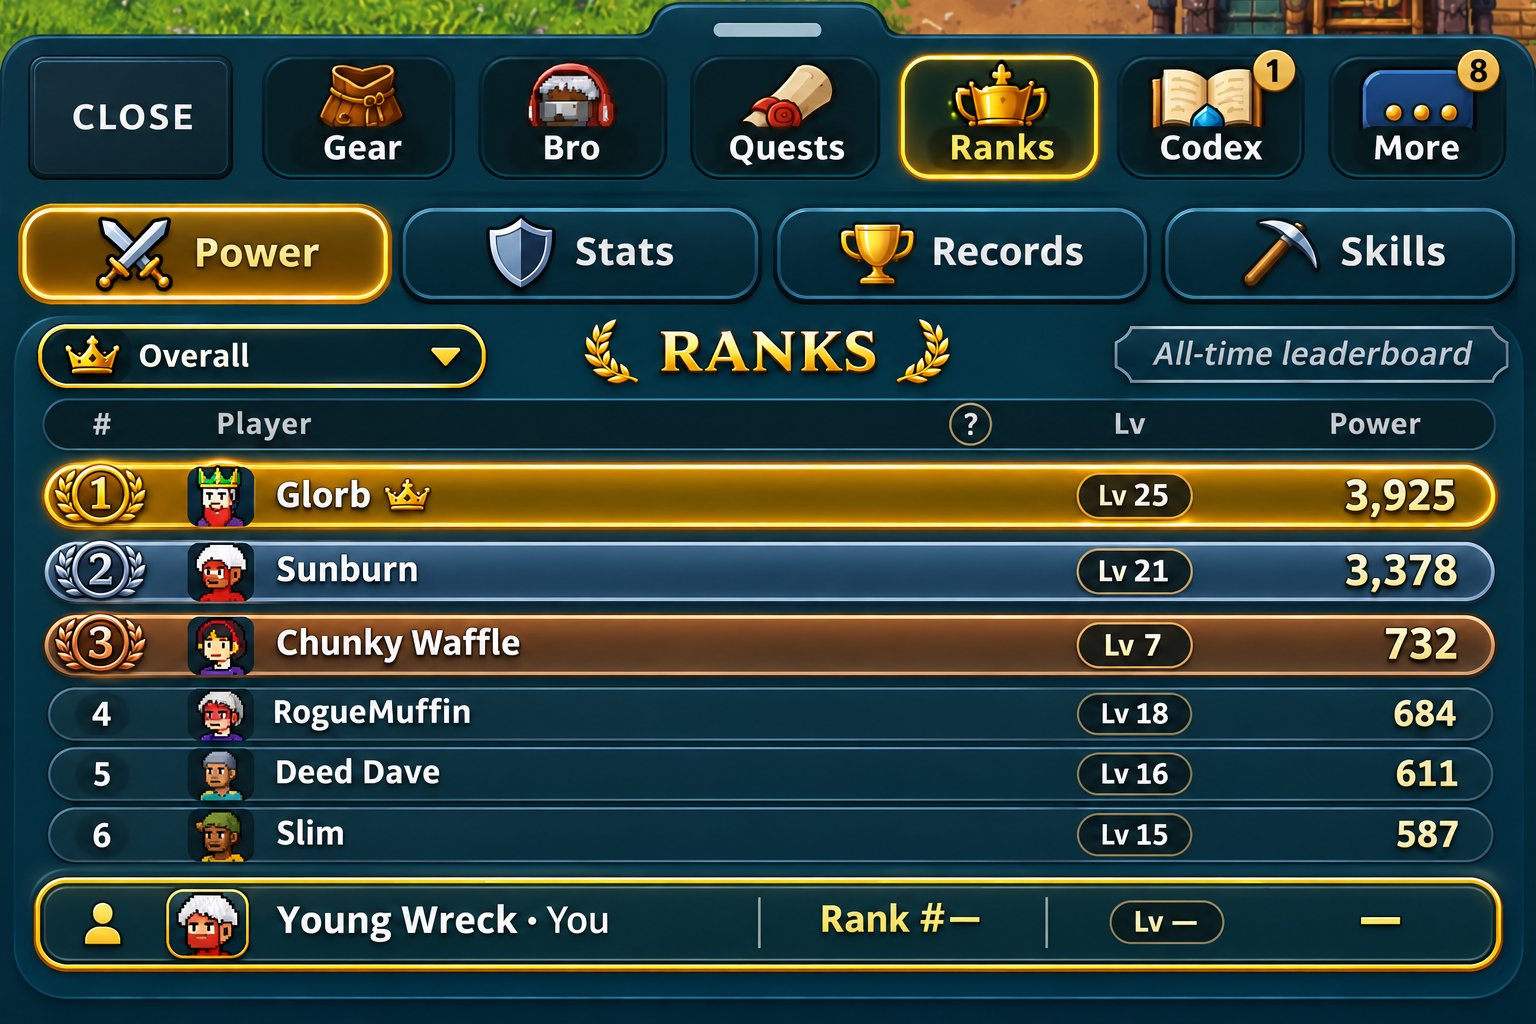 CLOSE
Gear
Bro
Quests
Ranks
Codex
1
More
8
Power
Stats
Records
Skills
Overall
RANKS
All-time leaderboard
# Player ? Lv Power
1 Glorb Lv 25 3,925
2 Sunburn Lv 21 3,378
3 Chunky Waffle Lv 7 732
4 RogueMuffin Lv 18 684
5 Deed Dave Lv 16 611
6 Slim Lv 15 587
Young Wreck • You Rank #— Lv — —